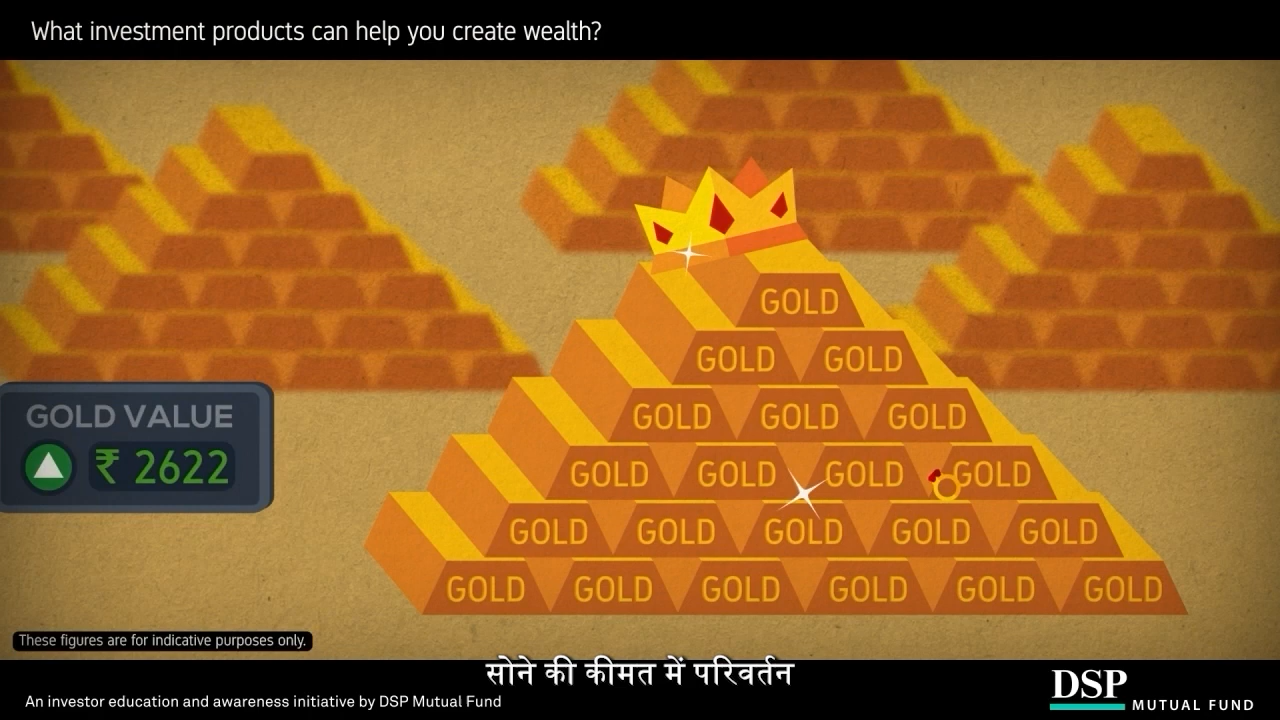 What investment products can help you create wealth?
GOLD
GOLD GOLD
GOLD GOLD GOLD
GOLD GOLD GOLD GOLD
GOLD GOLD GOLD GOLD GOLD
GOLD GOLD GOLD GOLD GOLD GOLD
GOLD VALUE
₹ 2622
These figures are for indicative purposes only.
सोने की कीमत में परिवर्तन
An investor education and awareness initiative by DSP Mutual Fund
DSP
MUTUAL FUND